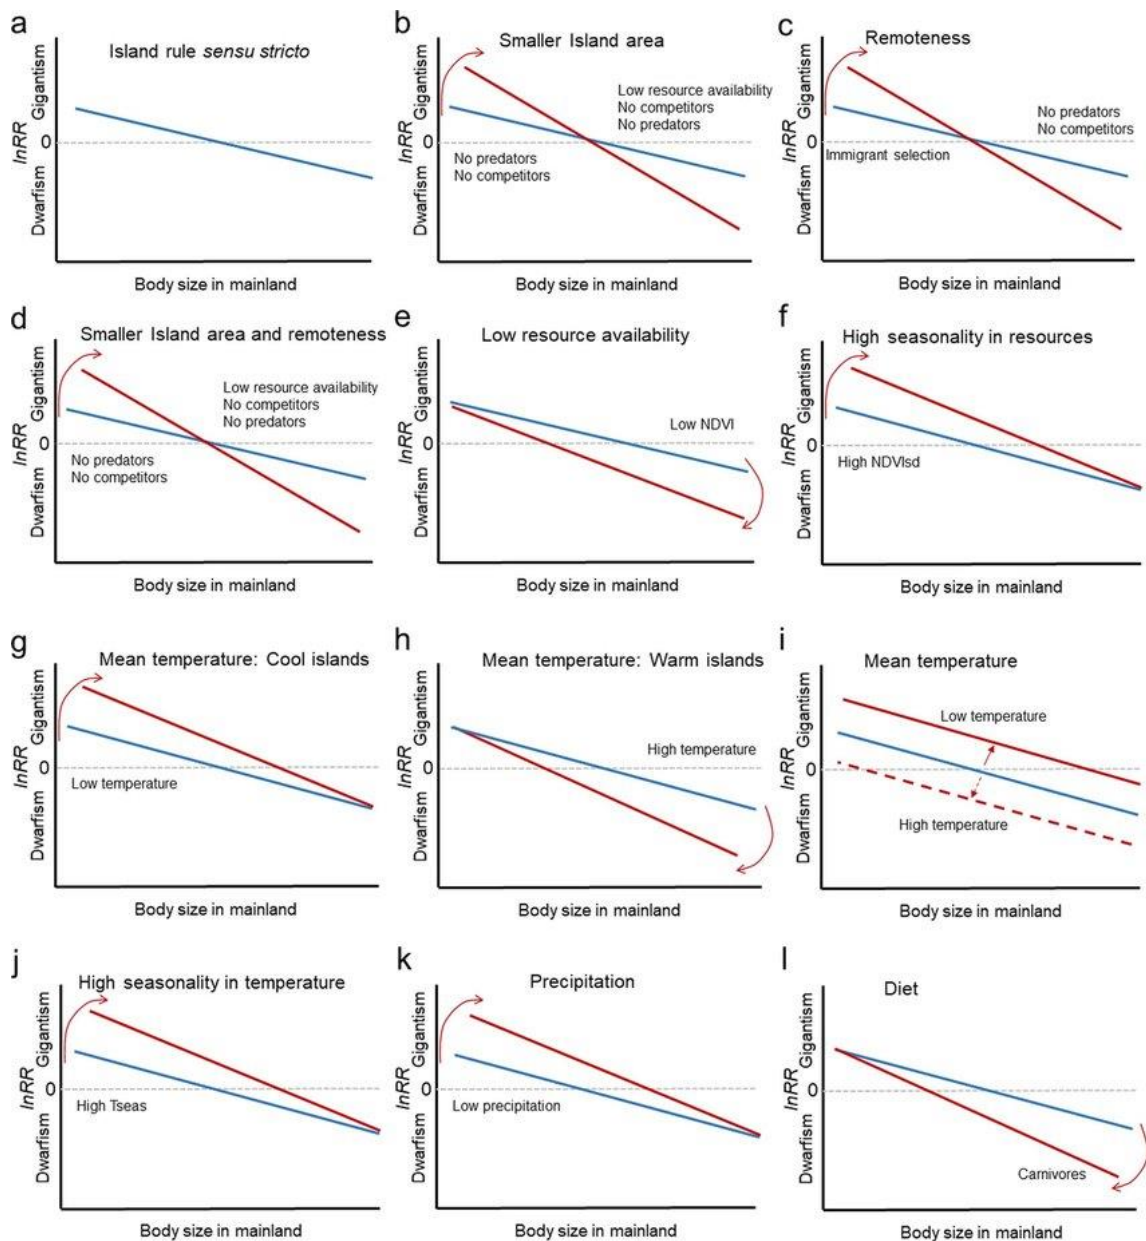 a
Island rule sensu stricto
Gigantism
lnRR
0
Dwarfism
Body size in mainland
b
Smaller Island area
Gigantism
lnRR
0
Dwarfism
Low resource availability
No competitors
No predators
No predators
No competitors
Body size in mainland
c
Remoteness
Gigantism
lnRR
0
Dwarfism
No predators
No competitors
Immigrant selection
Body size in mainland
d
Smaller Island area and remoteness
Gigantism
lnRR
0
Dwarfism
Low resource availability
No competitors
No predators
No predators
No competitors
Body size in mainland
e
Low resource availability
Gigantism
lnRR
0
Dwarfism
Low NDVI
Body size in mainland
f
High seasonality in resources
Gigantism
lnRR
0
Dwarfism
High NDVIsd
Body size in mainland
g
Mean temperature: Cool islands
Gigantism
lnRR
0
Dwarfism
Low temperature
Body size in mainland
h
Mean temperature: Warm islands
Gigantism
lnRR
0
Dwarfism
High temperature
Body size in mainland
i
Mean temperature
Gigantism
lnRR
0
Dwarfism
Low temperature
High temperature
Body size in mainland
j
High seasonality in temperature
Gigantism
lnRR
0
Dwarfism
High Tseas
Body size in mainland
k
Precipitation
Gigantism
lnRR
0
Dwarfism
Low precipitation
Body size in mainland
l
Diet
Gigantism
lnRR
0
Dwarfism
Carnivores
Body size in mainland